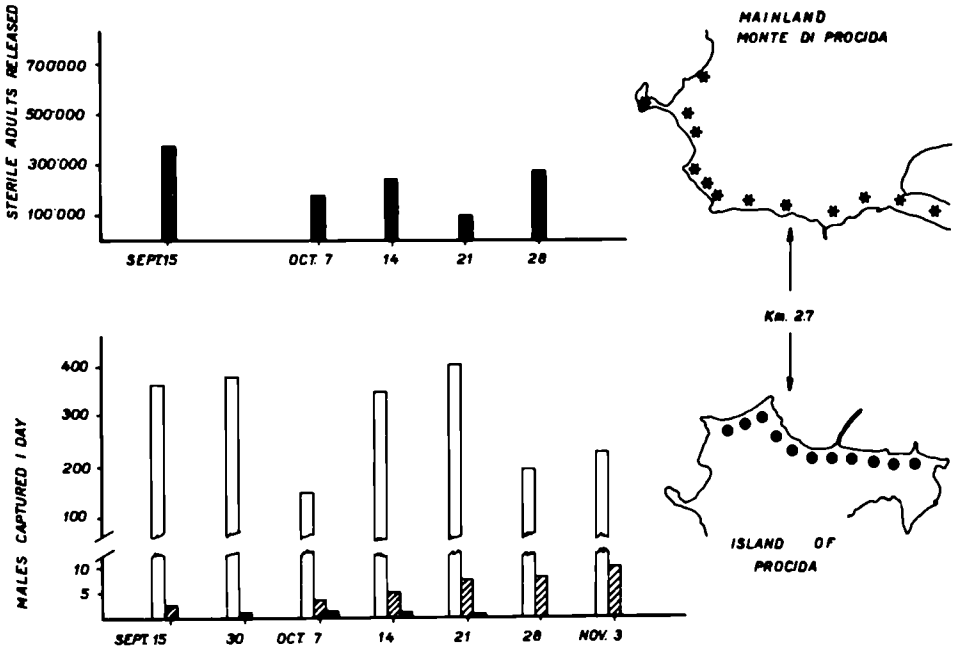 STERILE ADULTS RELEASED
700'000
500'000
300'000
100'000
SEPT.15 OCT. 7 14 21 28
MAINLAND
MONTE DI PROCIDA
Km. 2.7
ISLAND OF
PROCIDA
MALES CAPTURED 1 DAY
400
300
200
100
10
5
SEPT. 15 30 OCT. 7 14 21 28 NOV. 3